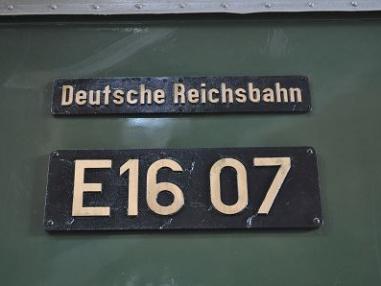 Deutsche Reichsbahn
E16 07